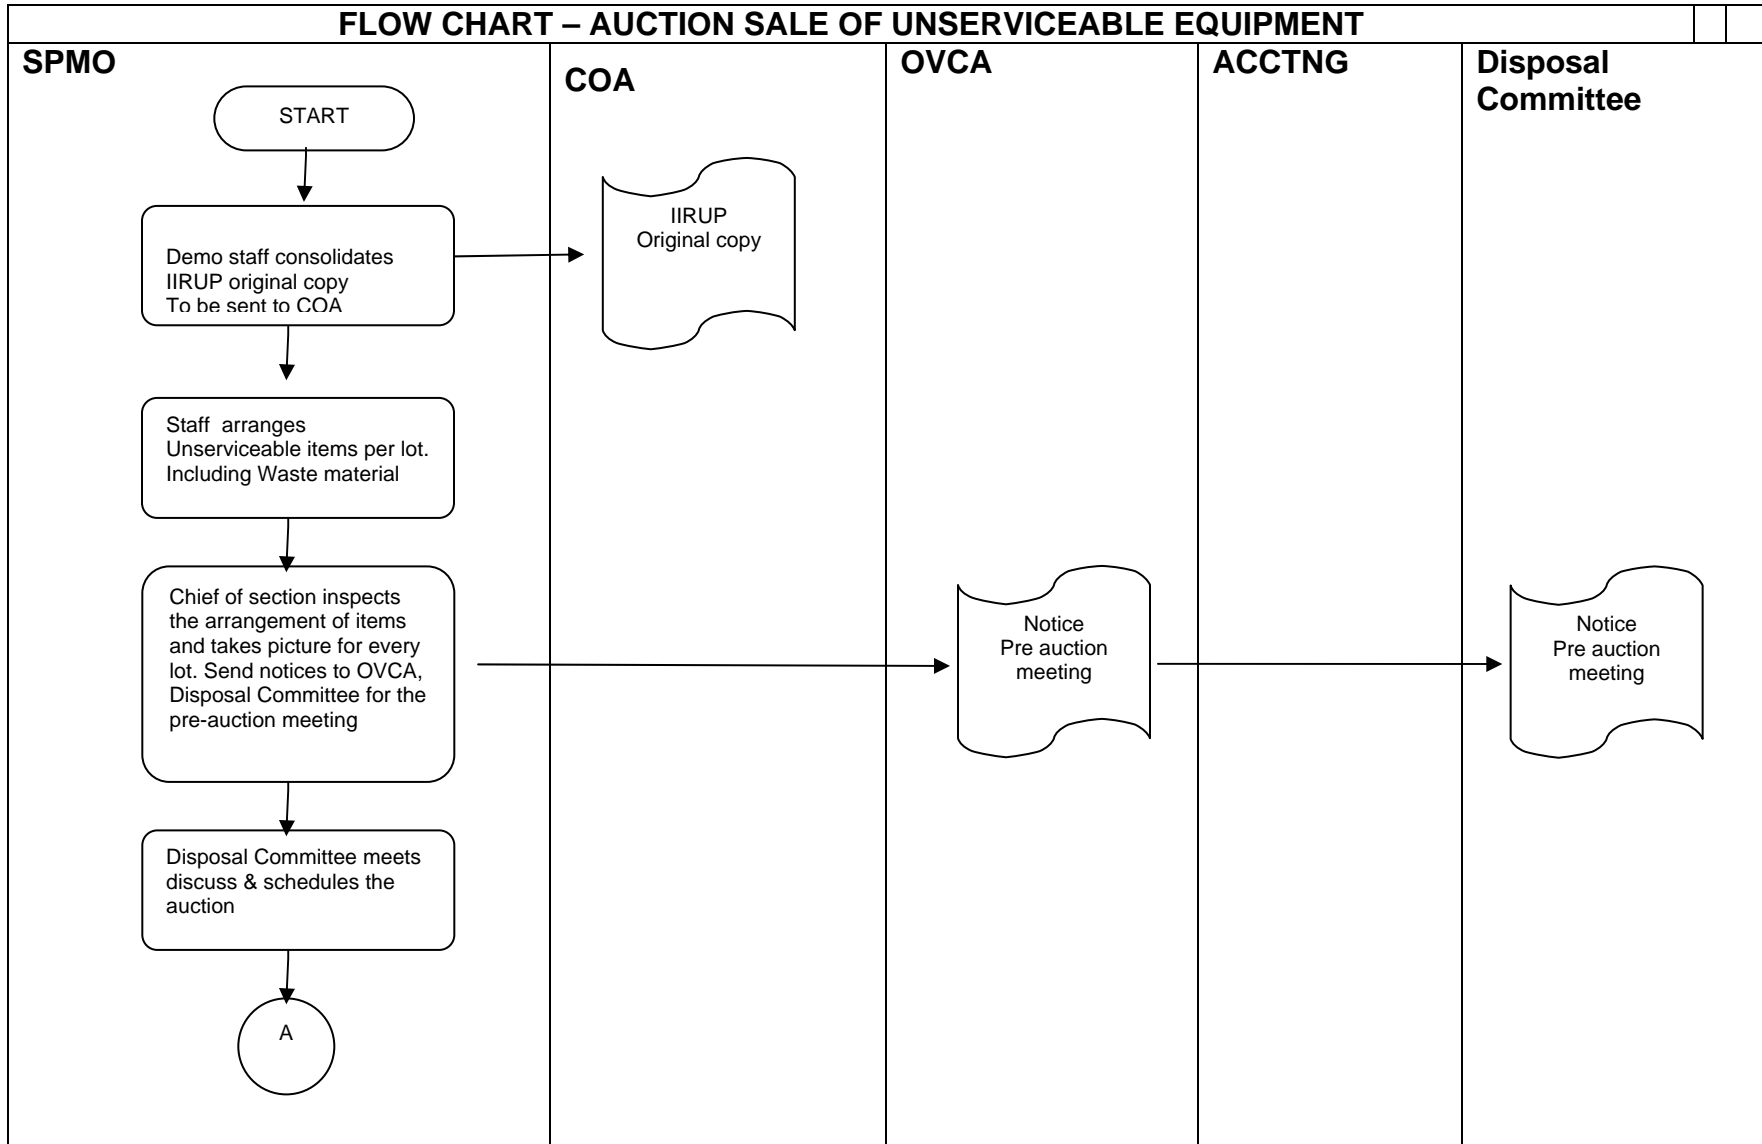 FLOW CHART – AUCTION SALE OF UNSERVICEABLE EQUIPMENT
SPMO
COA
OVCA
ACCTNG
Disposal
Committee
START
Demo staff consolidates
IIRUP original copy
To be sent to COA
IIRUP
Original copy
Staff arranges
Unserviceable items per lot.
Including Waste material
Chief of section inspects
the arrangement of items
and takes picture for every
lot. Send notices to OVCA,
Disposal Committee for the
pre-auction meeting
Notice
Pre auction
meeting
Notice
Pre auction
meeting
Disposal Committee meets
discuss & schedules the
auction
A